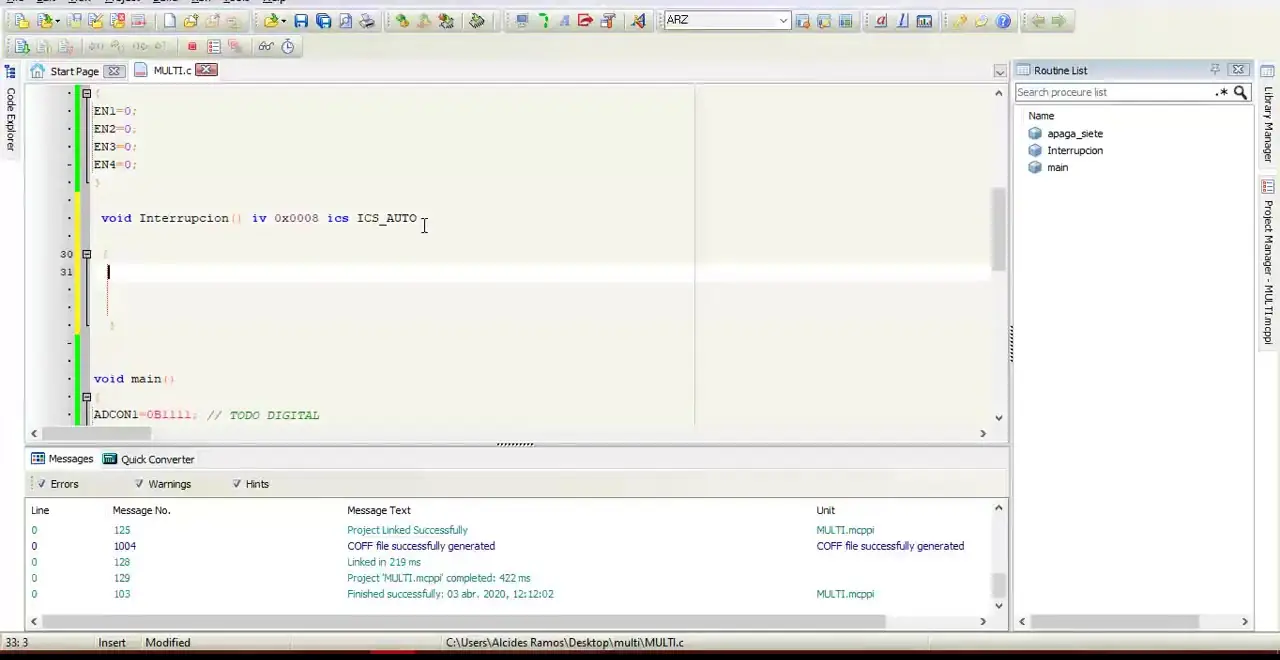 ARZ
Start Page
MULTI.c
Routine List
Code Explorer
{
EN1=0;
EN2=0;
EN3=0;
EN4=0;
}
void Interrupcion() iv 0x0008 ics ICS_AUTO
30 {
31
}
void main()
{
ADCON1=0B1111; // TODO DIGITAL
Search proceure list
.*
Name
apaga_siete
Interrupcion
main
Library Manager
Project Manager - MULTI.mcppi
Messages Quick Converter
Errors Warnings Hints
Line Message No. Message Text Unit
0 125 Project Linked Successfully MULTI.mcppi
0 1004 COFF file successfully generated COFF file successfully generated
0 128 Linked in 219 ms
0 129 Project 'MULTI.mcppi' completed: 422 ms
0 103 Finished successfully: 03 abr. 2020, 12:12:02 MULTI.mcppi
33: 3 Insert Modified C:\Users\Alcides Ramos\Desktop\multi\MULTI.c